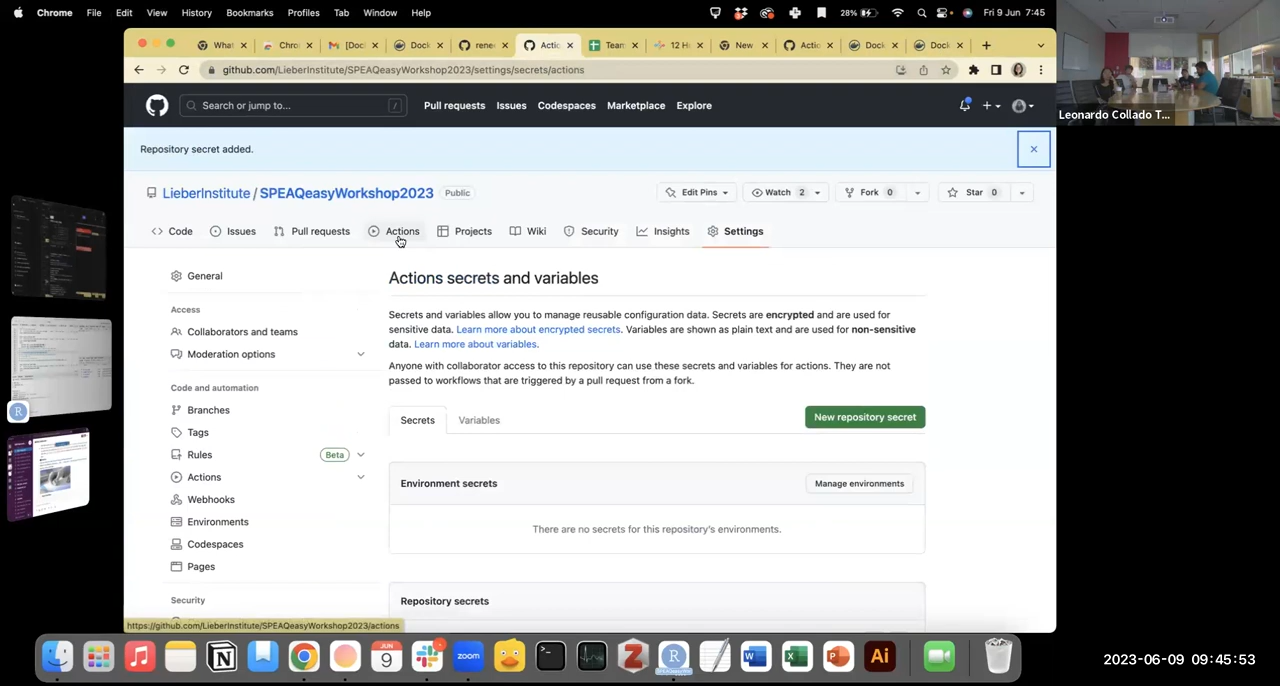 Chrome File Edit View History Bookmarks Profiles Tab Window Help 28% Fri 9 Jun 7:45
What Chro [Doc Dock rene Actio Team 12 H New Actio Dock Dock
github.com/LieberInstitute/SPEAQeasyWorkshop2023/settings/secrets/actions
Search or jump to... / Pull requests Issues Codespaces Marketplace Explore
Leonardo Collado T...
Repository secret added.
LieberInstitute / SPEAQeasyWorkshop2023 Public Edit Pins Watch 2 Fork 0 Star 0
Code Issues Pull requests Actions Projects Wiki Security Insights Settings
General
Access
Collaborators and teams
Moderation options
Code and automation
Branches
Tags
Rules Beta
Actions
Webhooks
Environments
Codespaces
Pages
Security
Actions secrets and variables
Secrets and variables allow you to manage reusable configuration data. Secrets are encrypted and are used for
sensitive data. Learn more about encrypted secrets. Variables are shown as plain text and are used for non-sensitive
data. Learn more about variables.
Anyone with collaborator access to this repository can use these secrets and variables for actions. They are not
passed to workflows that are triggered by a pull request from a fork.
Secrets Variables New repository secret
Environment secrets Manage environments
There are no secrets for this repository's environments.
Repository secrets
https://github.com/LieberInstitute/SPEAQeasyWorkshop2023/actions
JUN
9
zoom
R
Ai
2023-06-09 09:45:53